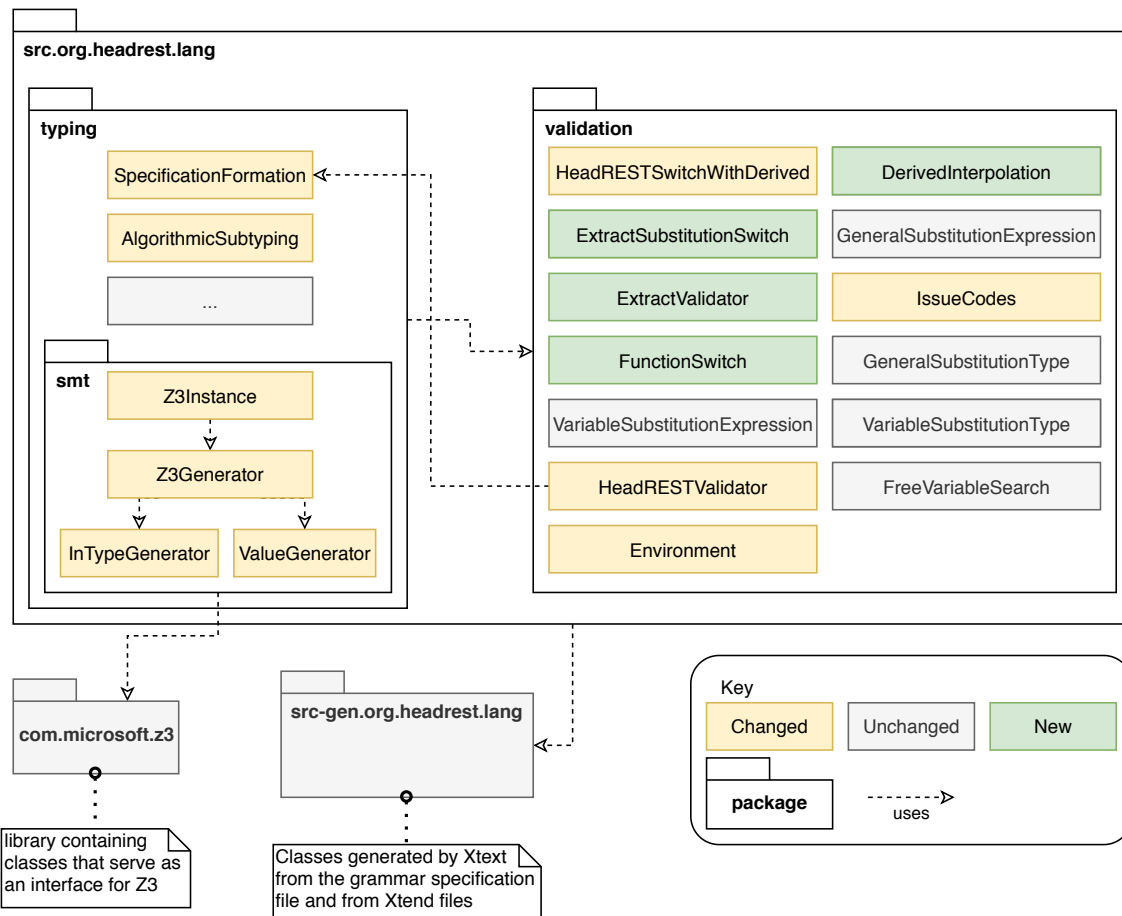 src.org.headrest.lang
typing
SpecificationFormation
AlgorithmicSubtyping
...
smt
Z3Instance
Z3Generator
InTypeGenerator
ValueGenerator
validation
HeadRESTSwitchWithDerived
DerivedInterpolation
ExtractSubstitutionSwitch
GeneralSubstitutionExpression
ExtractValidator
IssueCodes
FunctionSwitch
GeneralSubstitutionType
VariableSubstitutionExpression
VariableSubstitutionType
HeadRESTValidator
FreeVariableSearch
Environment
com.microsoft.z3
library containing
classes that serve as
an interface for Z3
src-gen.org.headrest.lang
Classes generated by Xtext
from the grammar specification
file and from Xtend files
Key
Changed
Unchanged
New
package
uses